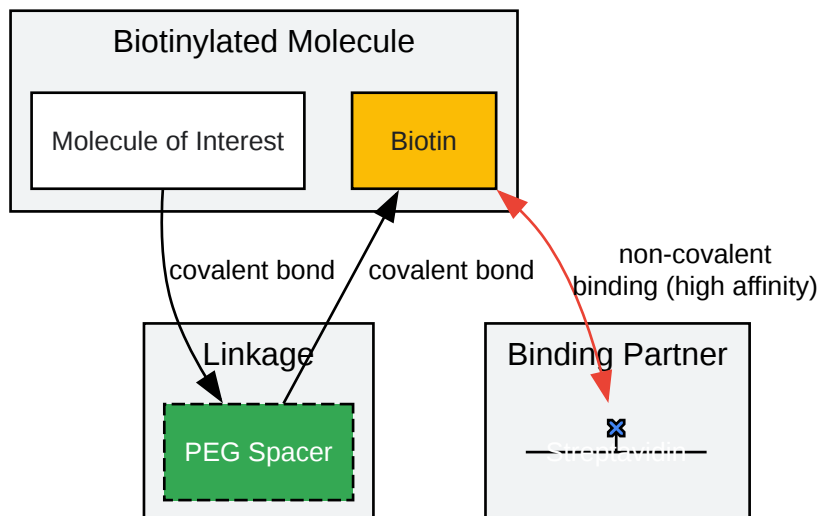 Biotinylated Molecule
Molecule of Interest
Biotin
covalent bond
covalent bond
non-covalent
binding (high affinity)
Linkage
Binding Partner
PEG Spacer
Streptavidin